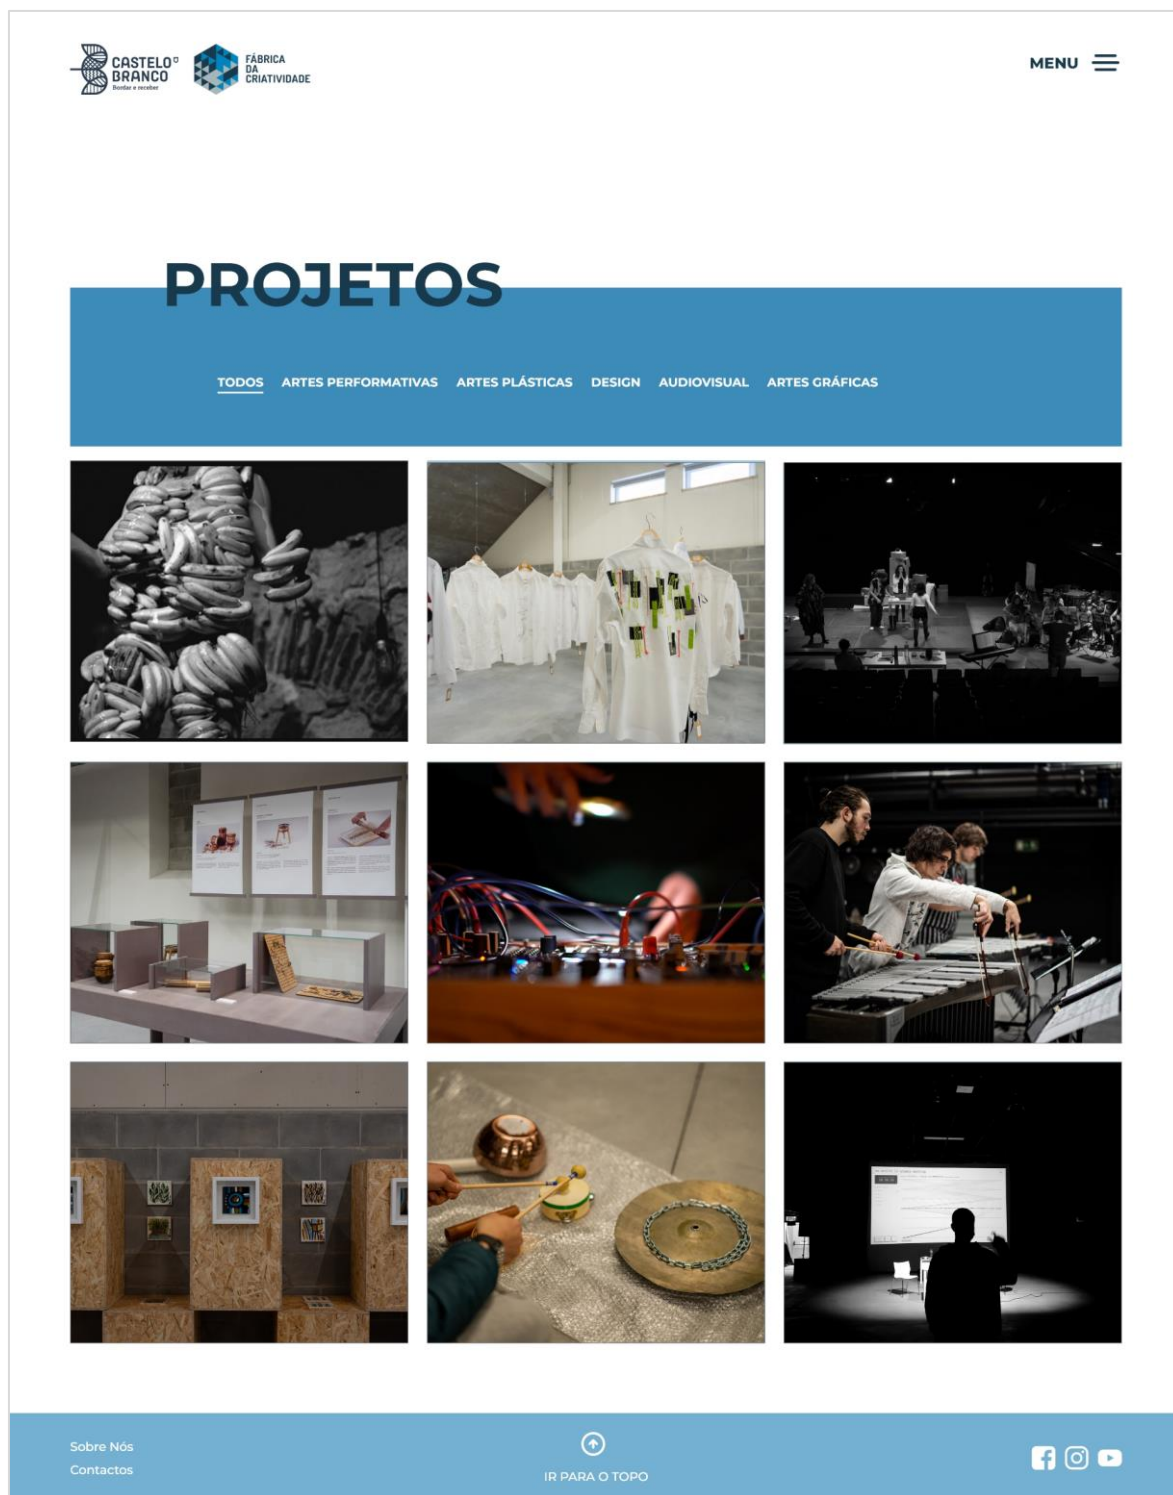 CASTELO
BRANCO
Bordar e receber
FÁBRICA
DA
CRIATIVIDADE
MENU
PROJETOS
TODOS ARTES PERFORMATIVAS ARTES PLÁSTICAS DESIGN AUDIOVISUAL ARTES GRÁFICAS
Sobre Nós
Contactos
IR PARA O TOPO